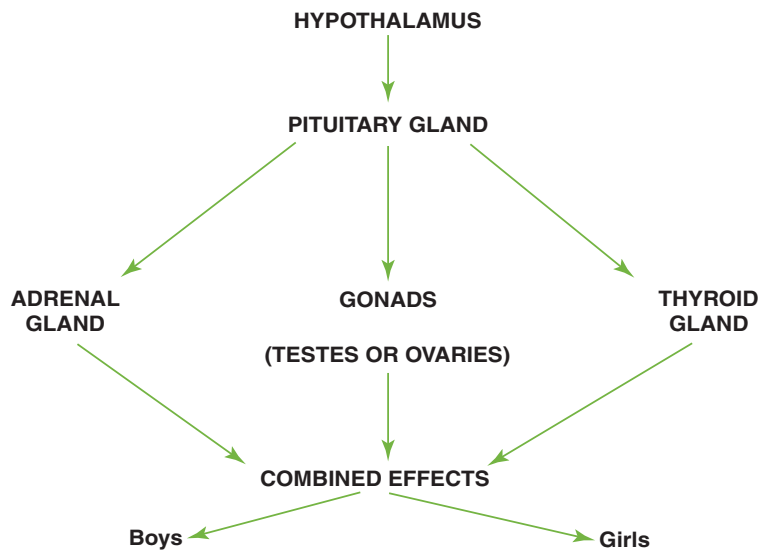 HYPOTHALAMUS
PITUITARY GLAND
ADRENAL
GLAND
GONADS
(TESTES OR OVARIES)
THYROID
GLAND
COMBINED EFFECTS
Boys
Girls